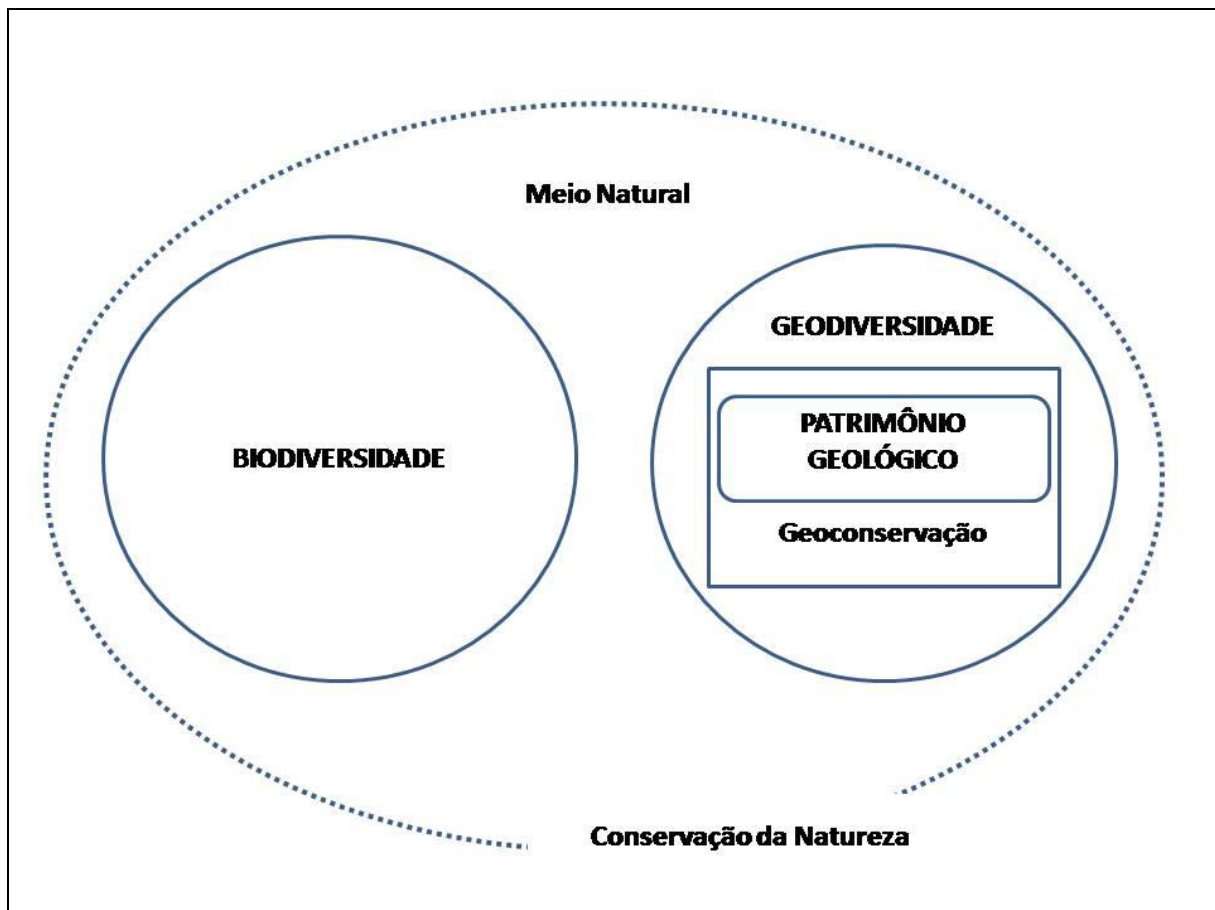 Meio Natural
GEODIVERSIDADE
BIODIVERSIDADE
PATRIMÔNIO
GEOLÓGICO
Geoconservação
Conservação da Natureza